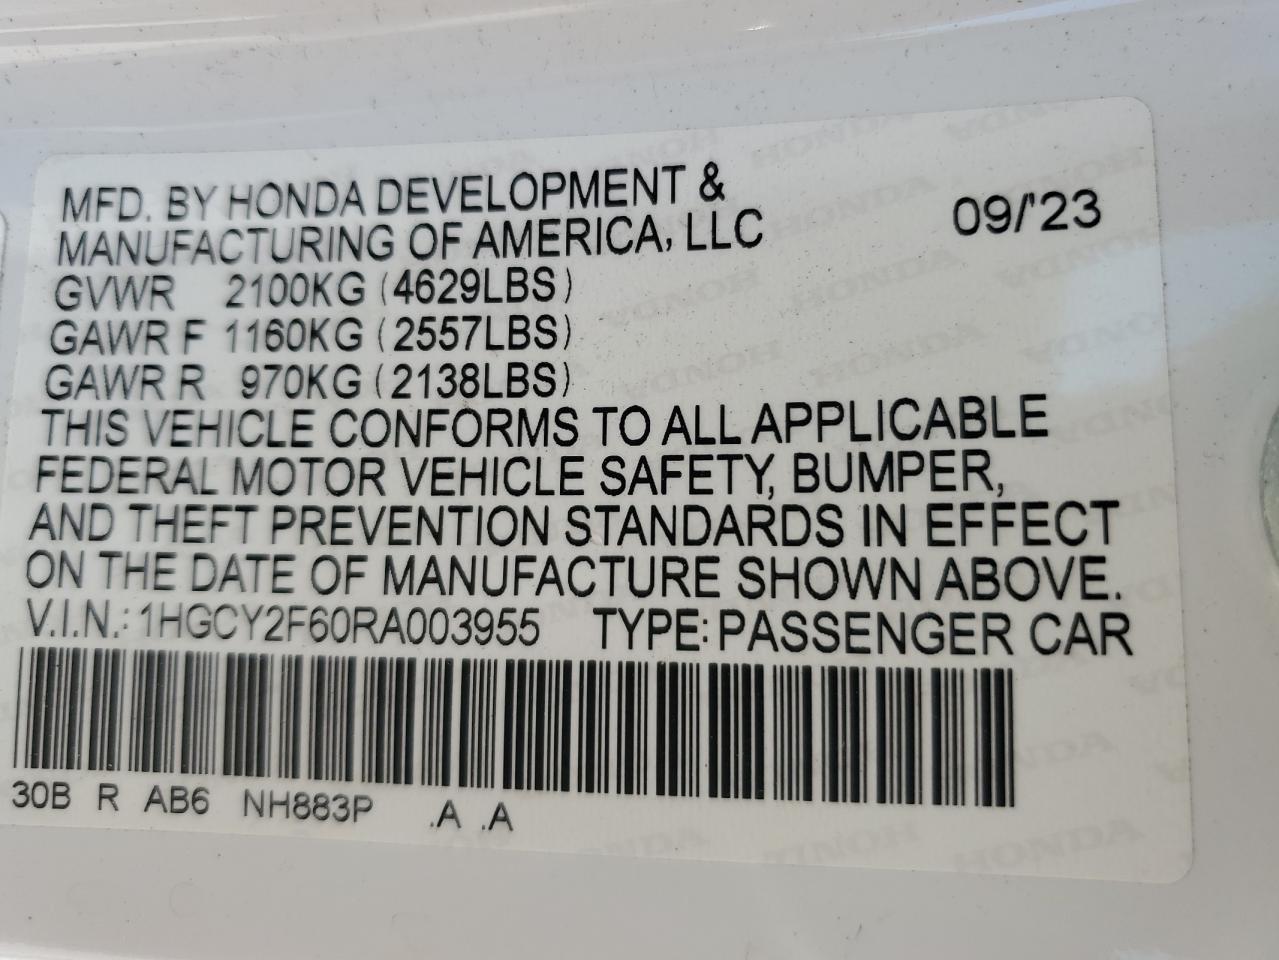 MFD. BY HONDA DEVELOPMENT &
MANUFACTURING OF AMERICA, LLC 09/'23
GVWR 2100KG (4629LBS)
GAWR F 1160KG (2557LBS)
GAWR R 970KG (2138LBS)
THIS VEHICLE CONFORMS TO ALL APPLICABLE
FEDERAL MOTOR VEHICLE SAFETY, BUMPER,
AND THEFT PREVENTION STANDARDS IN EFFECT
ON THE DATE OF MANUFACTURE SHOWN ABOVE.
V.I.N.: 1HGCY2F60RA003955 TYPE: PASSENGER CAR
30B R AB6 NH883P .A .A